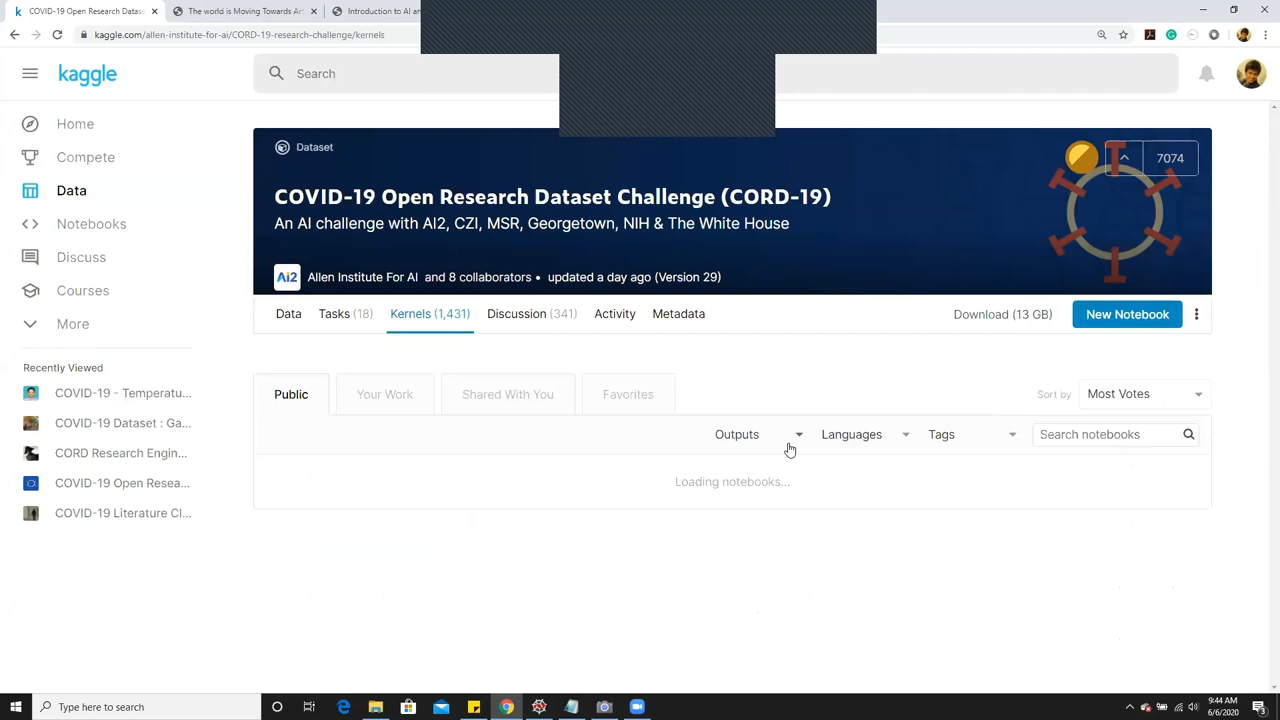 COVID-19 Open Research Datase
The world is Moving Towards Ar
Introduction to AI an
kaggle.com/allen-institute-for-ai/CORD-19-research-challenge/kernels
kaggle
Search
Home
Compete
Data
Notebooks
Discuss
Courses
More
Recently Viewed
COVID-19 - Temperatu...
COVID-19 Dataset : Ga...
CORD Research Engin...
COVID-19 Open Resea...
COVID-19 Literature Cl...
Dataset
7074
COVID-19 Open Research Dataset Challenge (CORD-19)
An AI challenge with AI2, CZI, MSR, Georgetown, NIH & The White House
Ai2 Allen Institute For AI and 8 collaborators • updated a day ago (Version 29)
Data Tasks (18) Kernels (1,431) Discussion (341) Activity Metadata Download (13 GB) New Notebook
Public Your Work Shared With You Favorites Sort by Most Votes
Outputs Languages Tags Search notebooks
Loading notebooks...
Type here to search
9:44 AM
6/6/2020